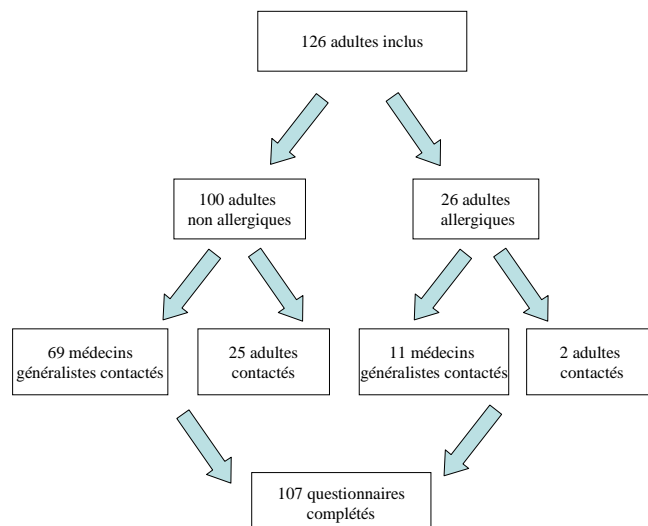 126 adultes inclus
100 adultes
non allergiques
26 adultes
allergiques
69 médecins
généralistes contactés
25 adultes
contactés
11 médecins
généralistes contactés
2 adultes
contactés
107 questionnaires
complétés